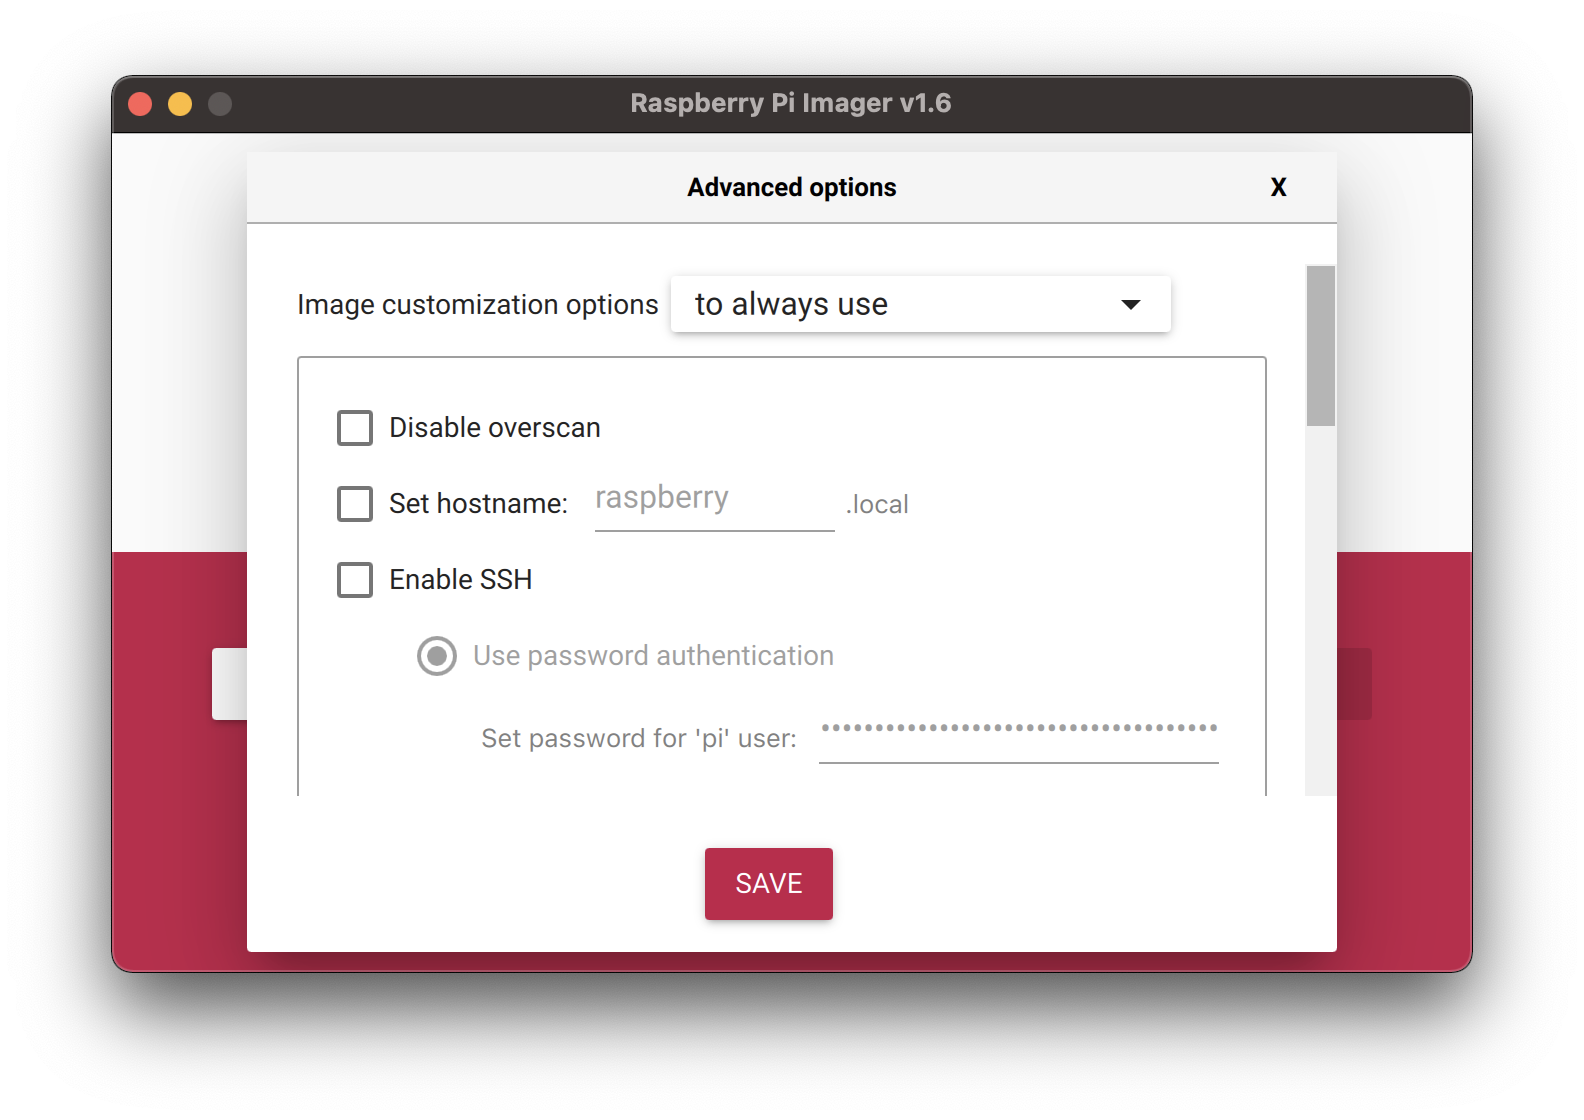 Raspberry Pi Imager v1.6
Advanced options X
Image customization options to always use
Disable overscan
Set hostname: raspberry .local
Enable SSH
Use password authentication
Set password for 'pi' user: •••••••••••••••••••••••••••••••••••••
SAVE